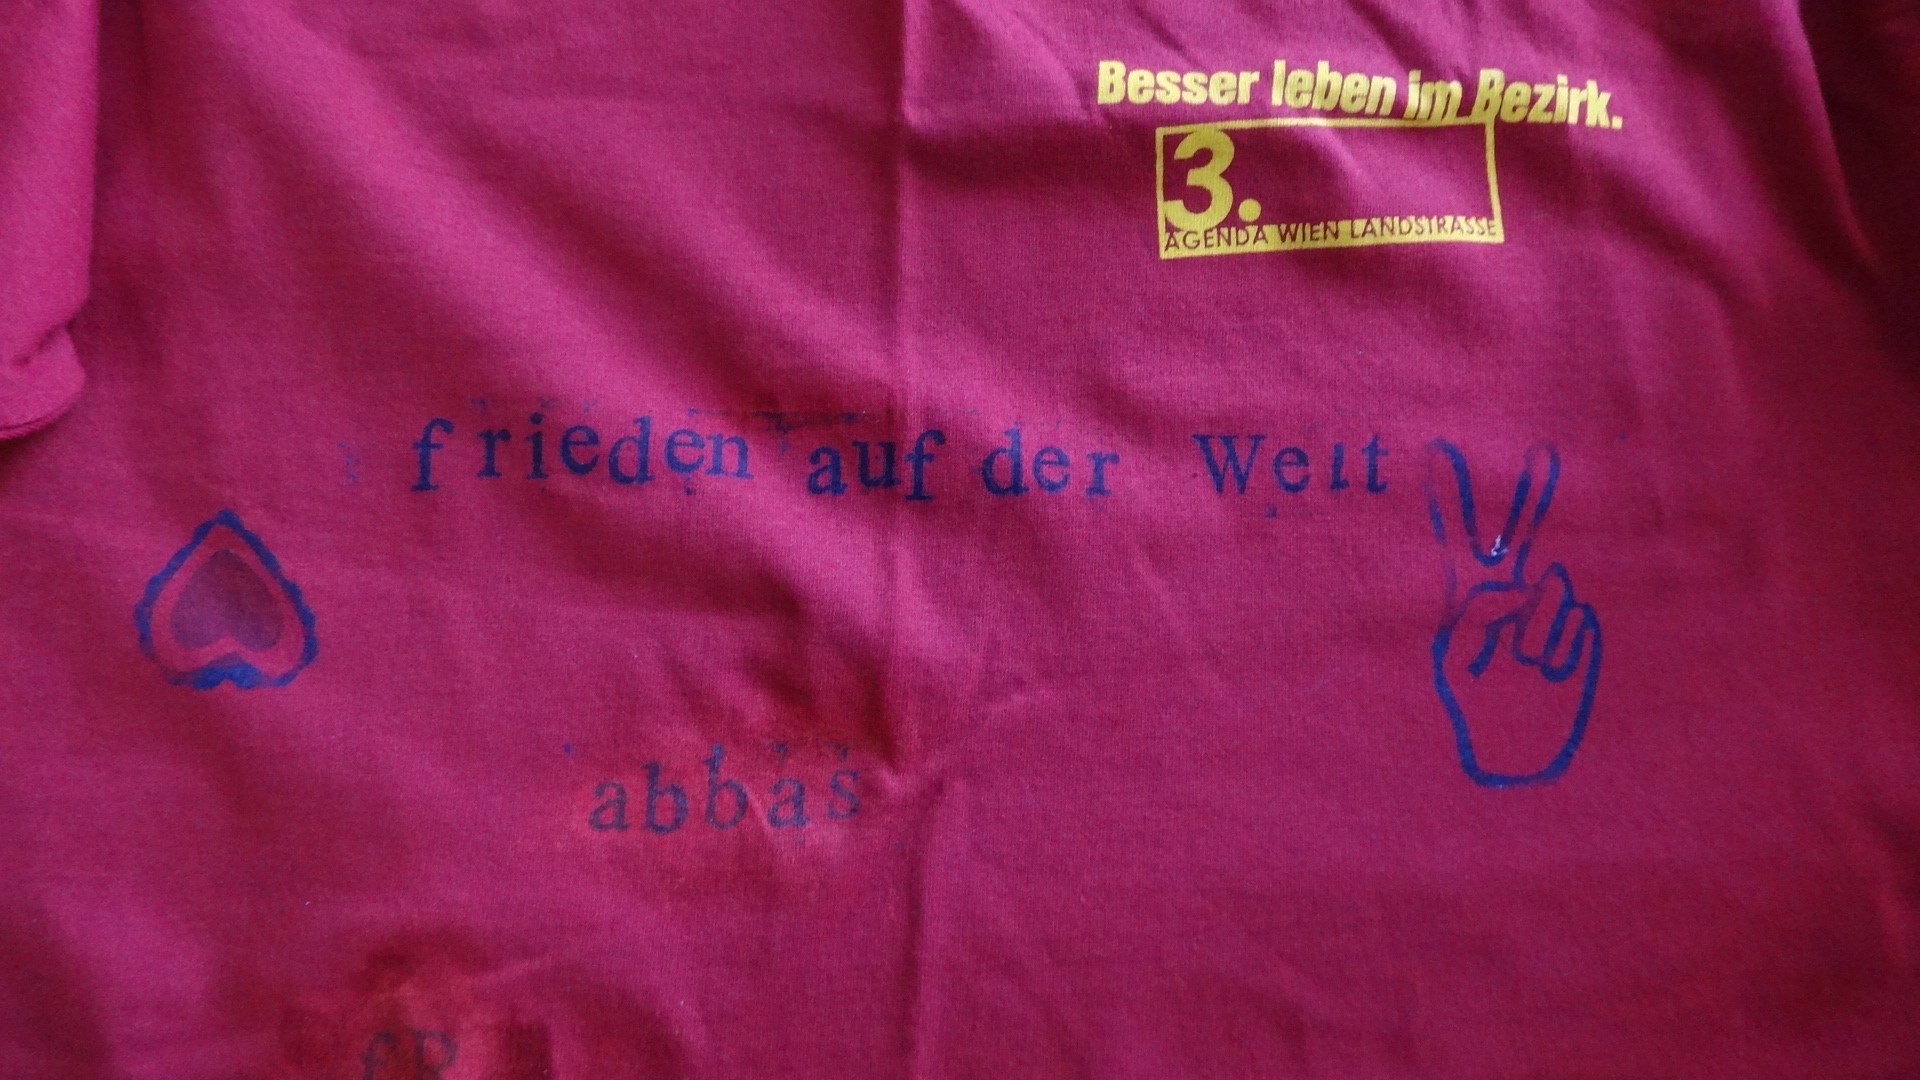 Besser leben im Bezirk.
3.
AGENDA WIEN LANDSTRASSE
frieden auf der Welt
abbas